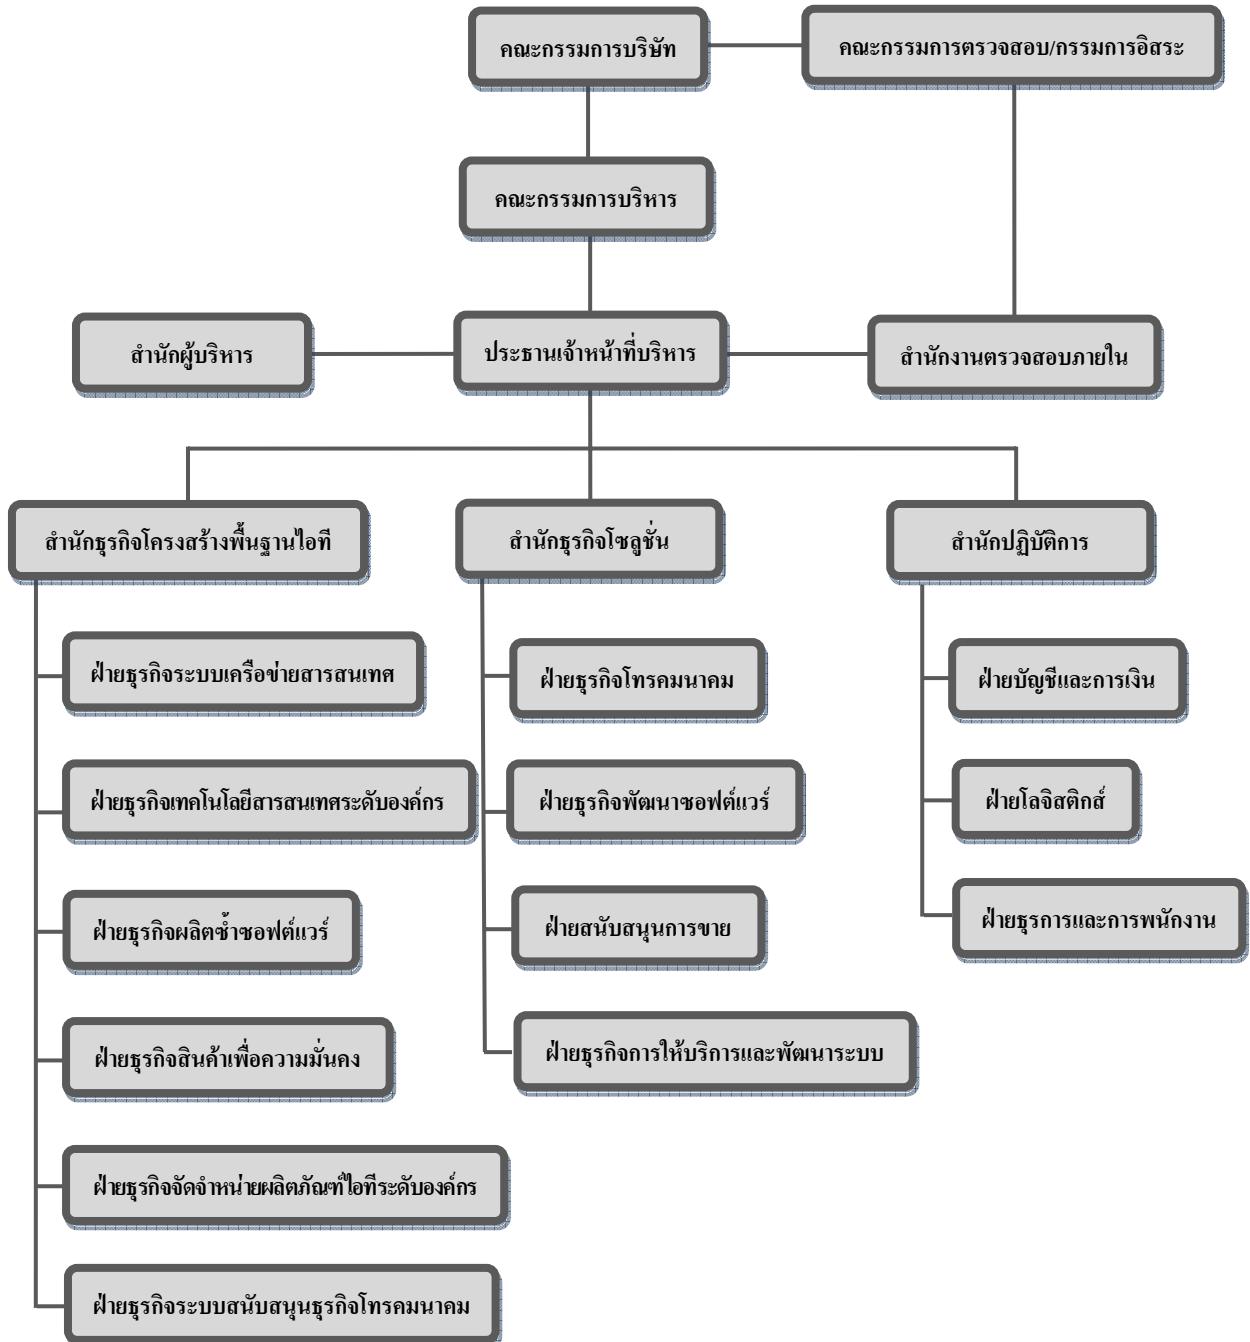 คณะกรรมการบริษัท
คณะกรรมการตรวจสอบ/กรรมการอิสระ
คณะกรรมการบริหาร
สำนักผู้บริหาร
ประธานเจ้าหน้าที่บริหาร
สำนักงานตรวจสอบภายใน
สำนักธุรกิจโครงสร้างพื้นฐานไอที
สำนักธุรกิจโซลูชั่น
สำนักปฏิบัติการ
ฝ่ายธุรกิจระบบเครือข่ายสารสนเทศ
ฝ่ายธุรกิจเทคโนโลยีสารสนเทศระดับองค์กร
ฝ่ายธุรกิจผลิตซ้ำซอฟต์แวร์
ฝ่ายธุรกิจสินค้าเพื่อความมั่นคง
ฝ่ายธุรกิจจัดจำหน่ายผลิตภัณฑ์ไอทีระดับองค์กร
ฝ่ายธุรกิจระบบสนับสนุนธุรกิจโทรคมนาคม
ฝ่ายธุรกิจโทรคมนาคม
ฝ่ายธุรกิจพัฒนาซอฟต์แวร์
ฝ่ายสนับสนุนการขาย
ฝ่ายธุรกิจการให้บริการและพัฒนาระบบ
ฝ่ายบัญชีและการเงิน
ฝ่ายโลจิสติกส์
ฝ่ายธุรการและการพนักงาน